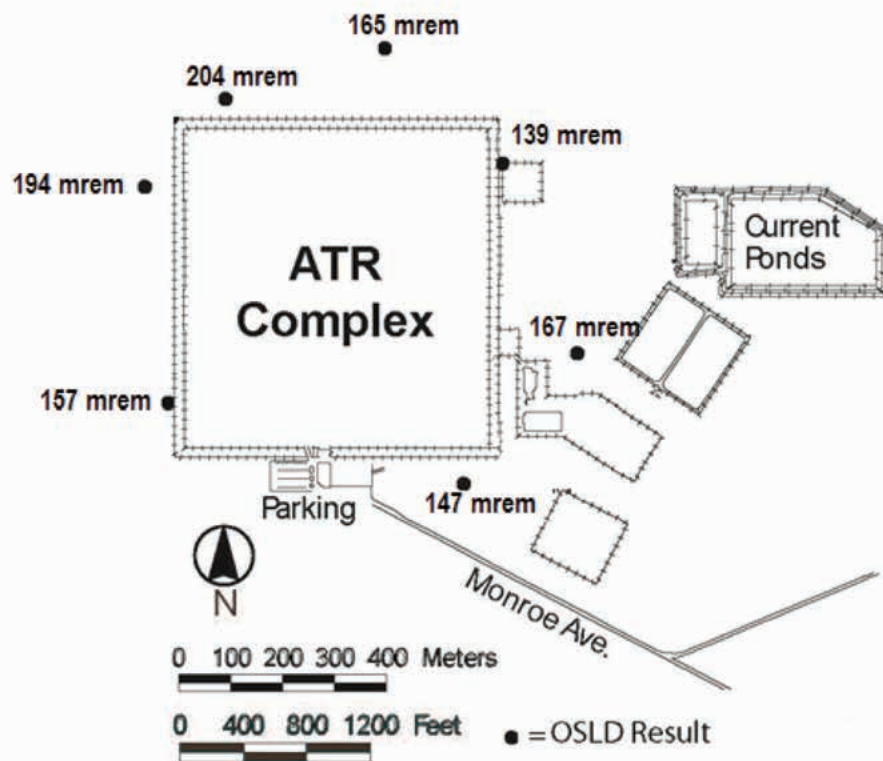 165 mrem
204 mrem
139 mrem
194 mrem
ATR
Complex
Current
Ponds
167 mrem
157 mrem
147 mrem
Parking
N
Monroe Ave.
0 100 200 300 400 Meters
0 400 800 1200 Feet
= OSLD Result